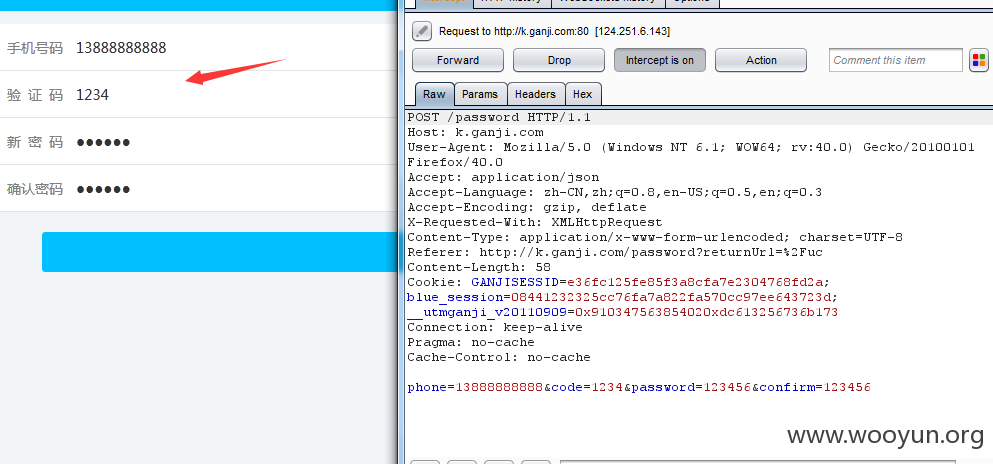 手机号码 13888888888
验 证 码 1234
新 密 码 ●●●●●●
确认密码 ●●●●●●
Request to http://k.ganji.com:80 [124.251.6.143]
Forward Drop Intercept is on Action Comment this item
Raw Params Headers Hex
POST /password HTTP/1.1
Host: k.ganji.com
User-Agent: Mozilla/5.0 (Windows NT 6.1; WOW64; rv:40.0) Gecko/20100101
Firefox/40.0
Accept: application/json
Accept-Language: zh-CN,zh;q=0.8,en-US;q=0.5,en;q=0.3
Accept-Encoding: gzip, deflate
X-Requested-With: XMLHttpRequest
Content-Type: application/x-www-form-urlencoded; charset=UTF-8
Referer: http://k.ganji.com/password?returnUrl=%2Fuc
Content-Length: 58
Cookie: GANJISESSID=e36fc125fe85f3a8cfa7e2304768fd2a;
blue_session=08441232325cc76fa7a822fa570cc97ee643723d;
__utmganji_v20110909=0x910347563854020xdc613256736b173
Connection: keep-alive
Pragma: no-cache
Cache-Control: no-cache
phone=13888888888&code=1234&password=123456&confirm=123456
www.wooyun.org